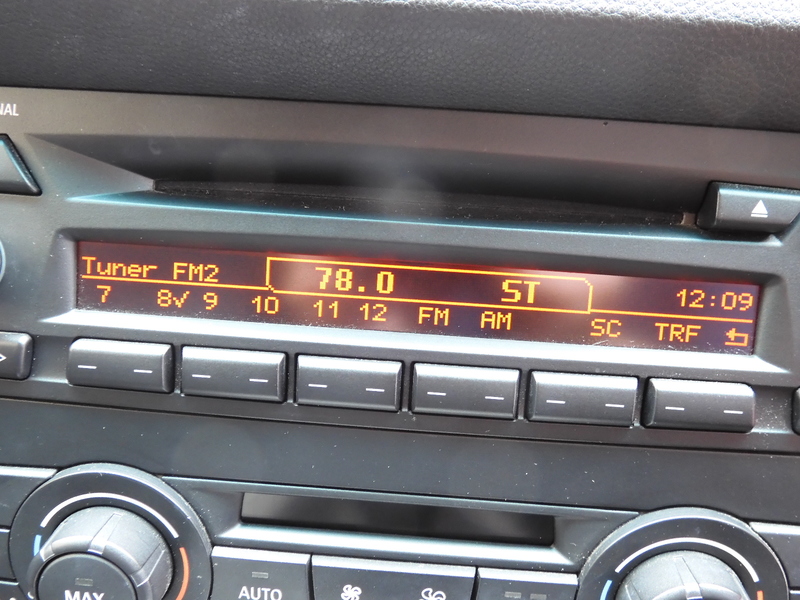 NAL
Tuner FM2 78.0 ST 12:09
7 8✓ 9 10 11 12 FM AM SC TRF
MAX AUTO